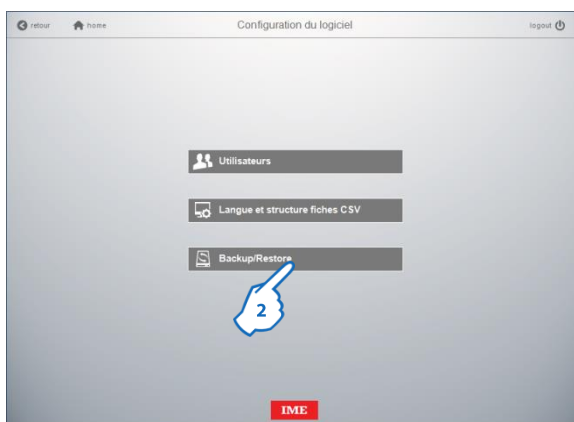 retour home Configuration du logiciel logout
Utilisateurs
Langue et structure fiches CSV
Backup/Restore
2
IME